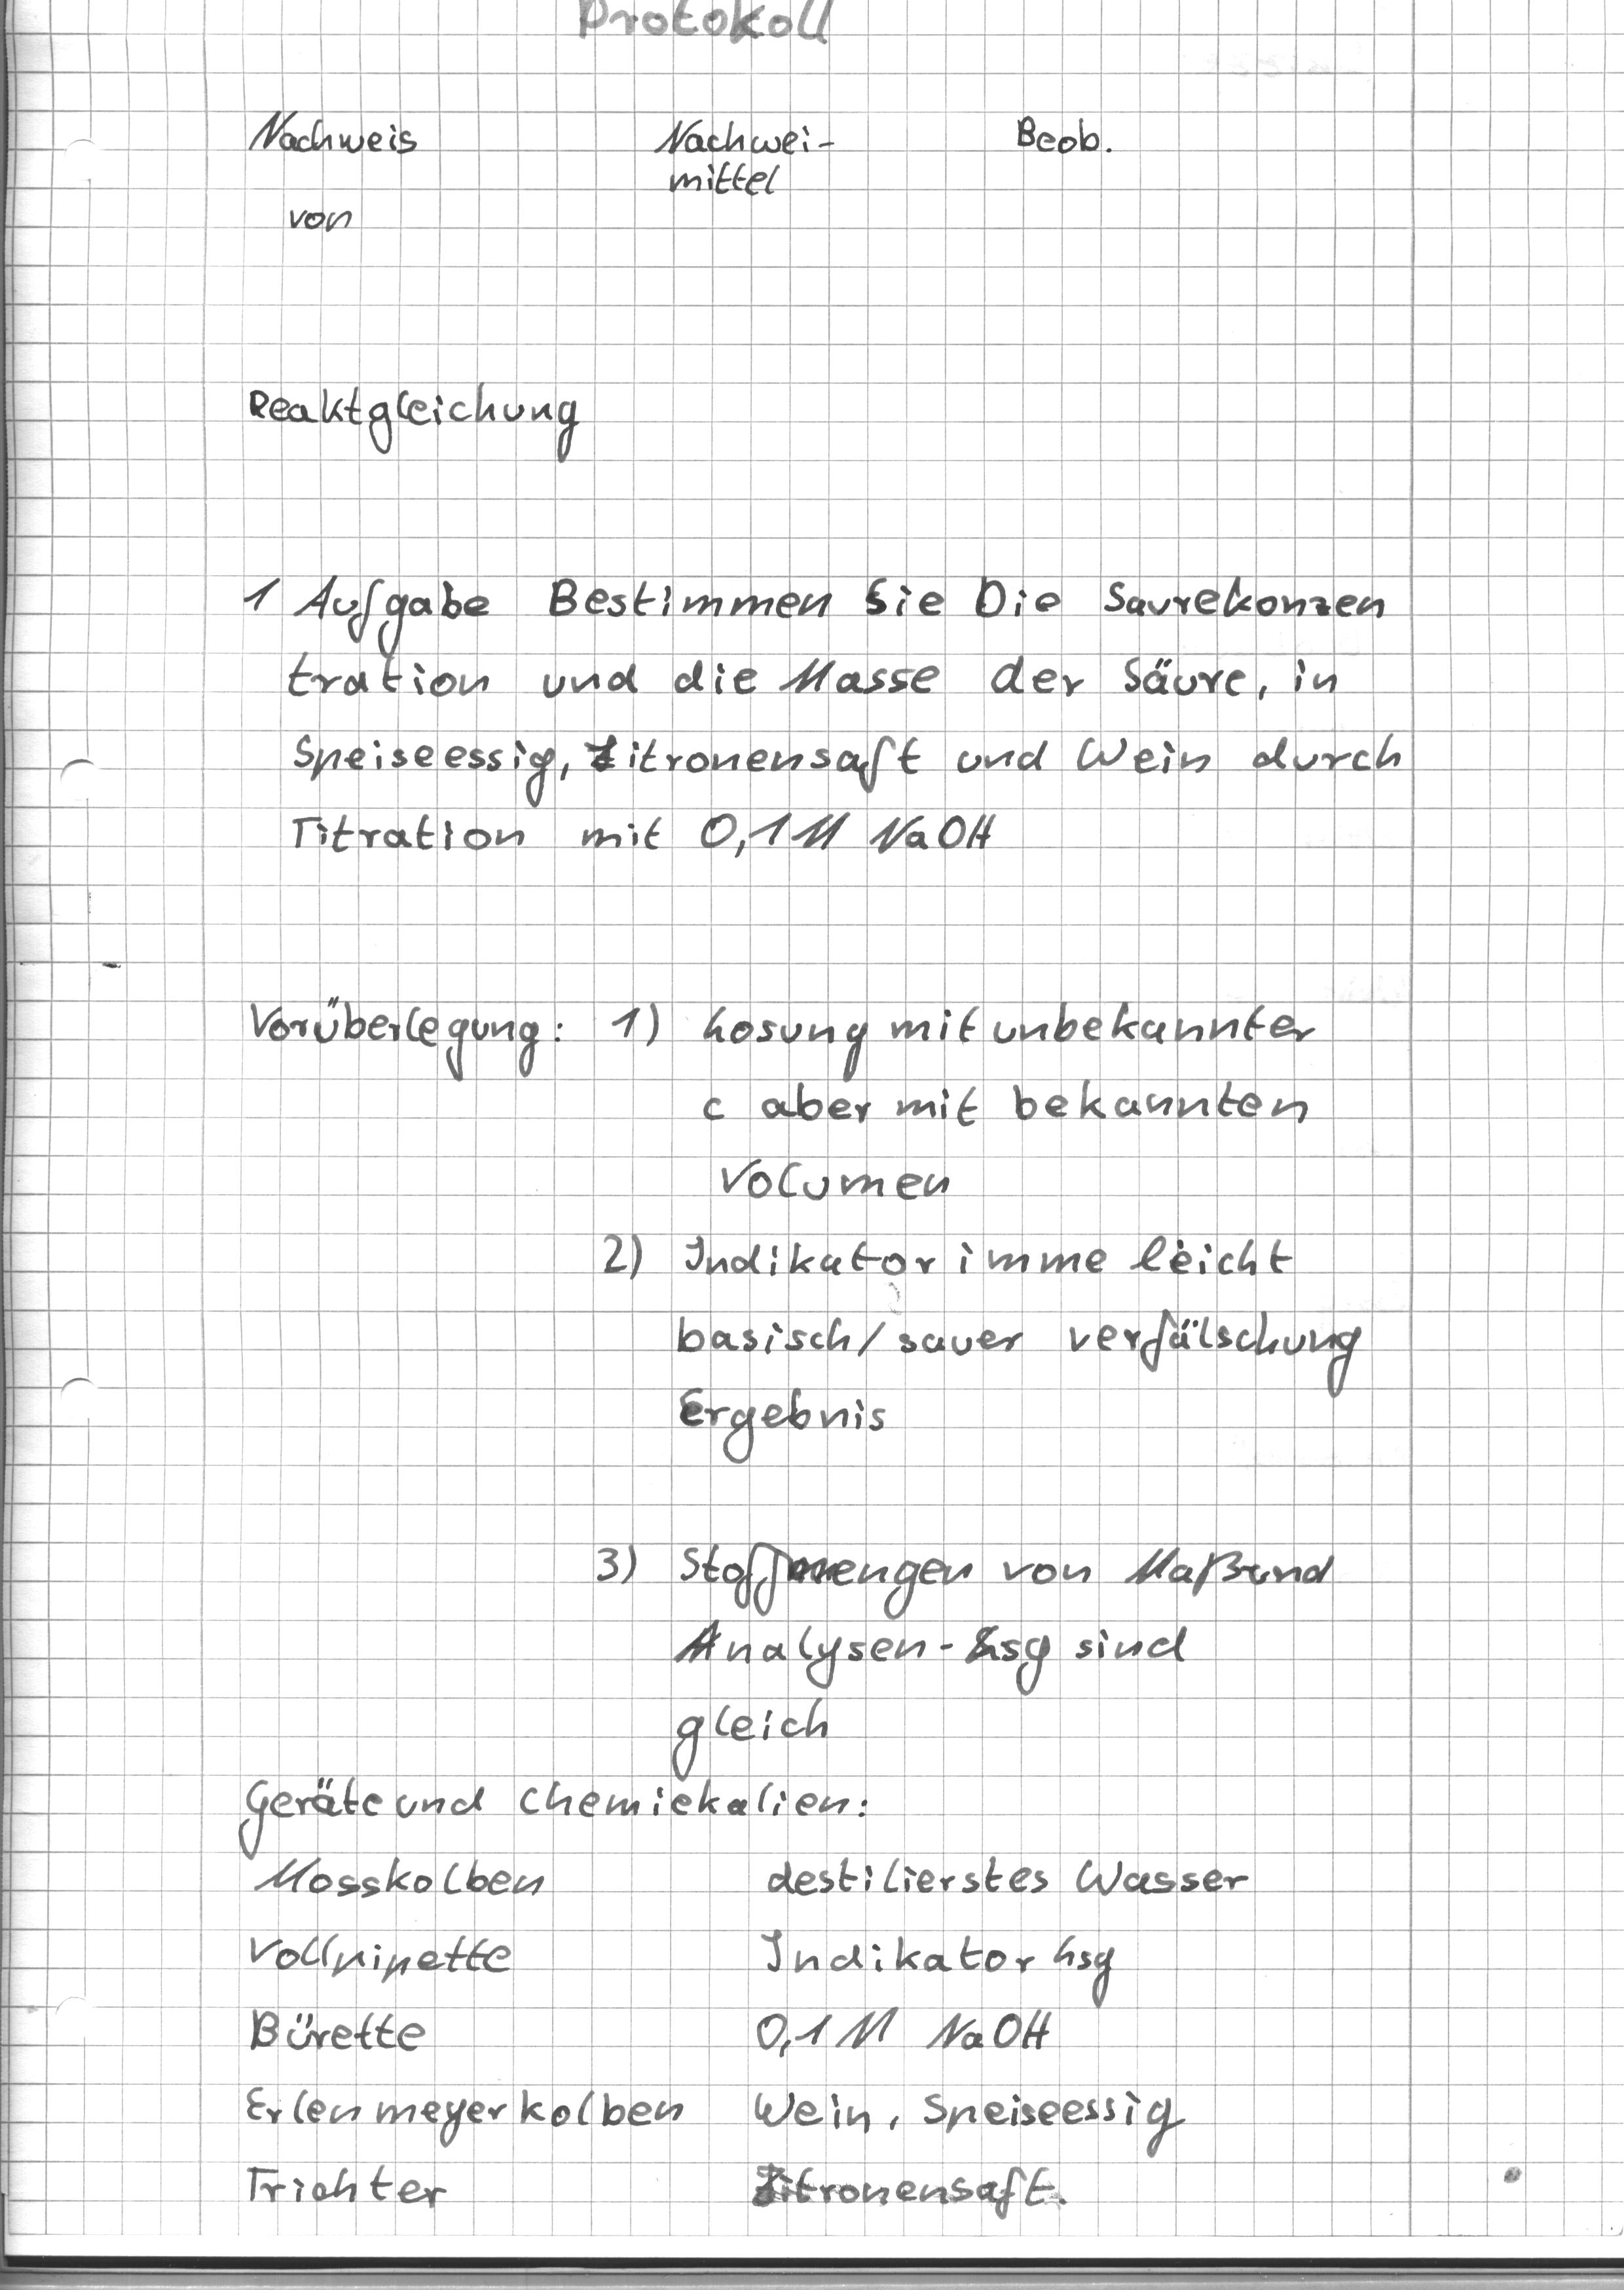 Protokoll
Nachweis Nachwei- Beob.
mittel
von
Reaktgleichung
1 Aufgabe Bestimmen Sie Die Saurekonzen
tration und die Masse der Säure, in
Speiseessig, Zitronensaft und Wein durch
Titration mit 0,1M NaOH
Vorüberlegung: 1) Losung mit unbekannter
c aber mit bekannten
Volumen
2) Indikator imme leicht
basisch/sauer verfälschung
Ergebnis
3) Stoffmengen von Maßund
Analysen-Lsg sind
gleich
Geräte und Chemiekalien:
Mosskolben destilierstes Wasser
Vollpipette Indikator Lsg
Bürette 0,1M NaOH
Erlenmeyerkolben Wein, Speiseessig
Trichter Zitronensaft.